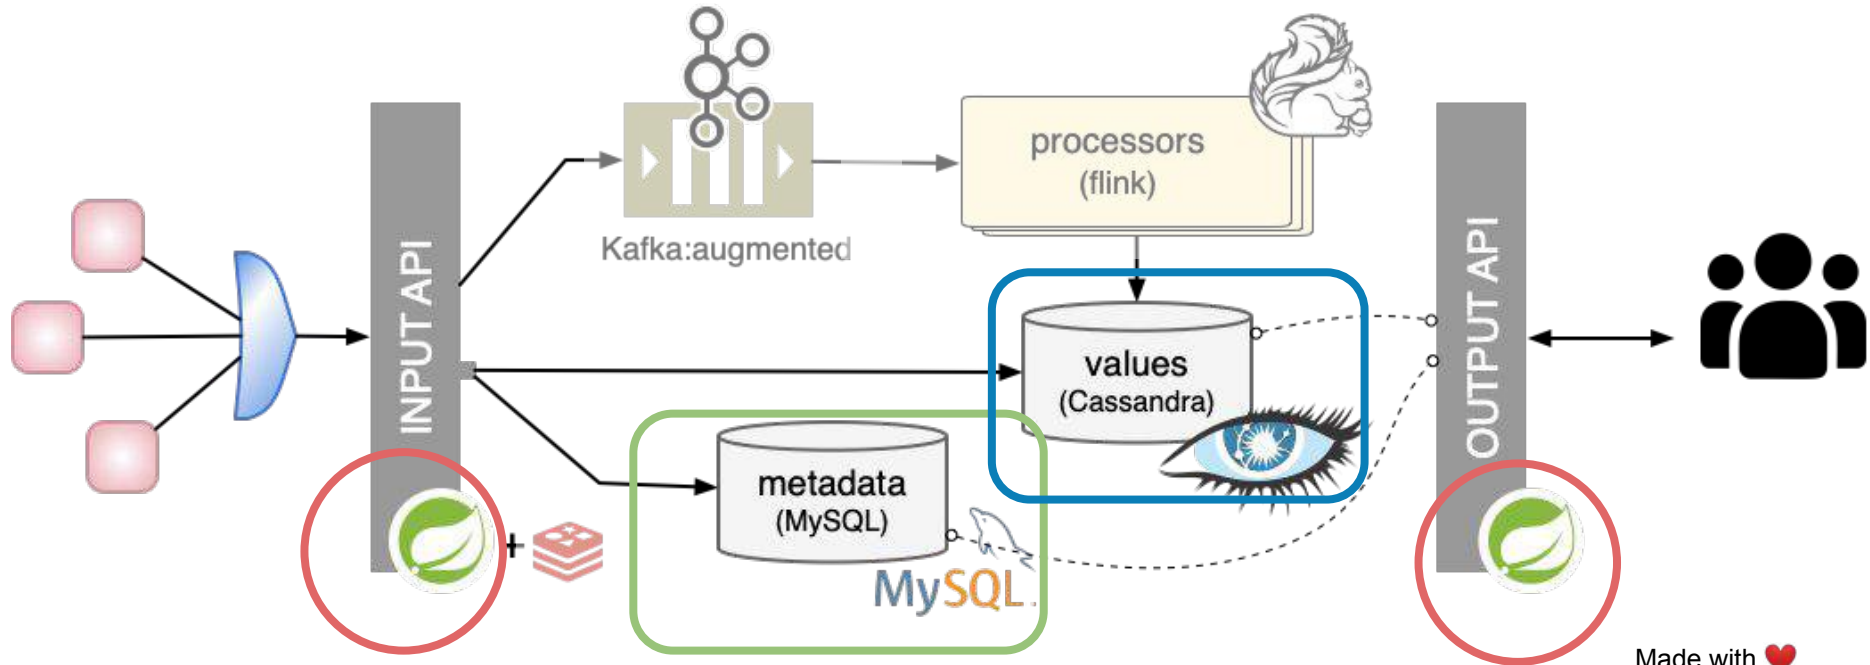 processors
(flink)
Kafka:augmented
INPUT API
OUTPUT API
values
(Cassandra)
metadata
(MySQL)
+
MySQL
Made with ❤️